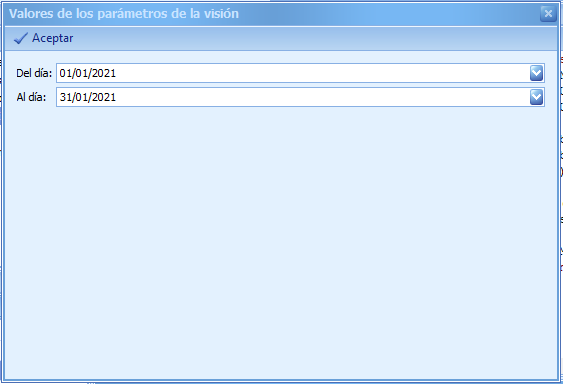 Valores de los parámetros de la visión
Aceptar
Del día: 01/01/2021
Al día: 31/01/2021